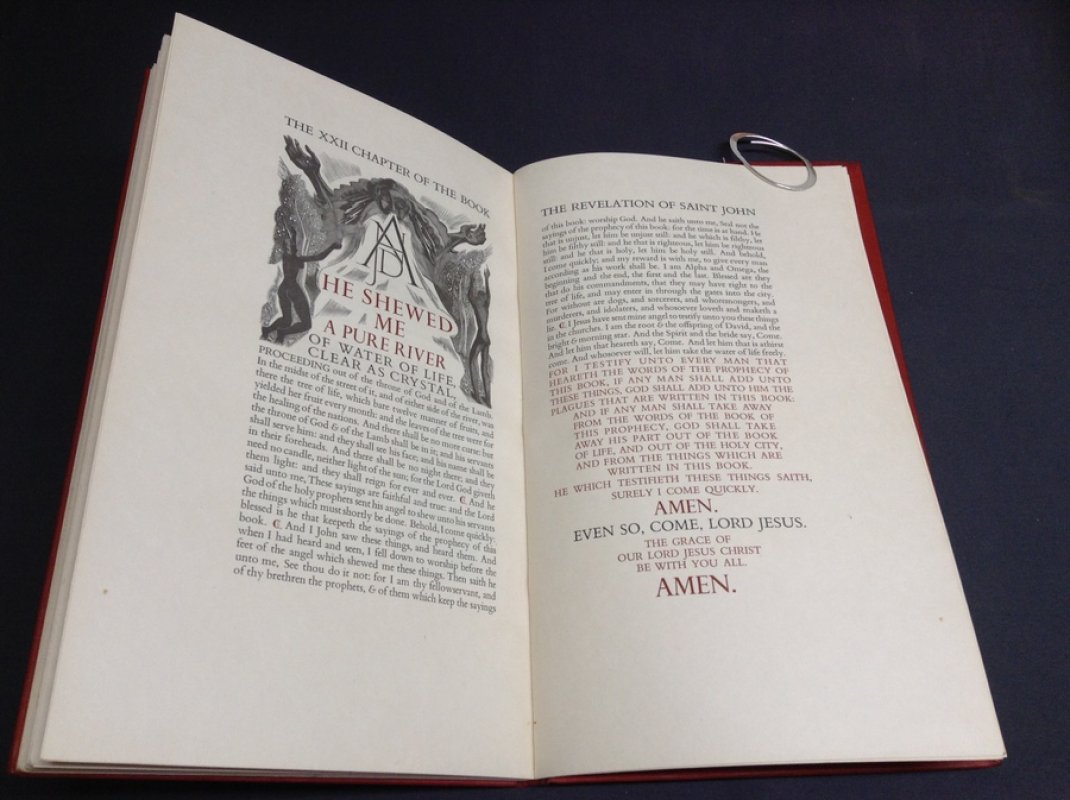 THE XXII CHAPTER OF THE BOOK
AND
HE SHEWED
ME
A PURE RIVER
OF WATER OF LIFE,
CLEAR AS CRYSTAL,
PROCEEDING out of the throne of God and of the Lamb.
In the midst of the street of it, and of either side of the river, was
there the tree of life, which bare twelve manner of fruits, and
yielded her fruit every month: and the leaves of the tree were for
the healing of the nations. And there shall be no more curse: but
the throne of God & of the Lamb shall be in it; and his servants
shall serve him: and they shall see his face; and his name shall be
in their foreheads. And there shall be no night there; and they
need no candle, neither light of the sun; for the Lord God giveth
them light: and they shall reign for ever and ever. ¶ And he
said unto me, These sayings are faithful and true: and the Lord
God of the holy prophets sent his angel to shew unto his servants
the things which must shortly be done. Behold, I come quickly:
blessed is he that keepeth the sayings of the prophecy of this
book. ¶ And I John saw these things, and heard them. And
when I had heard and seen, I fell down to worship before the
feet of the angel which shewed me these things. Then saith he
unto me, See thou do it not: for I am thy fellowservant, and
of thy brethren the prophets, & of them which keep the sayings
THE REVELATION OF SAINT JOHN
of this book: worship God. And he saith unto me, Seal not the
sayings of the prophecy of this book: for the time is at hand. He
that is unjust, let him be unjust still: and he which is filthy, let
him be filthy still: and he that is righteous, let him be righteous
still: and he that is holy, let him be holy still. And behold,
I come quickly; and my reward is with me, to give every man
according as his work shall be. I am Alpha and Omega, the
beginning and the end, the first and the last. Blessed are they
that do his commandments, that they may have right to the
tree of life, and may enter in through the gates into the city.
For without are dogs, and sorcerers, and whoremongers, and
murderers, and idolaters, and whosoever loveth and maketh a
lie. ¶ I Jesus have sent mine angel to testify unto you these things
in the churches. I am the root & the offspring of David, and the
bright & morning star. And the Spirit and the bride say, Come.
And let him that heareth say, Come. And let him that is athirst
come. And whosoever will, let him take the water of life freely.
FOR I TESTIFY UNTO EVERY MAN THAT
HEARETH THE WORDS OF THE PROPHECY OF
THIS BOOK, IF ANY MAN SHALL ADD UNTO
THESE THINGS, GOD SHALL ADD UNTO HIM THE
PLAGUES THAT ARE WRITTEN IN THIS BOOK:
AND IF ANY MAN SHALL TAKE AWAY
FROM THE WORDS OF THE BOOK OF
THIS PROPHECY, GOD SHALL TAKE
AWAY HIS PART OUT OF THE BOOK
OF LIFE, AND OUT OF THE HOLY CITY,
AND FROM THE THINGS WHICH ARE
WRITTEN IN THIS BOOK.
HE WHICH TESTIFIETH THESE THINGS SAITH,
SURELY I COME QUICKLY.
AMEN.
EVEN SO, COME, LORD JESUS.
THE GRACE OF
OUR LORD JESUS CHRIST
BE WITH YOU ALL.
AMEN.